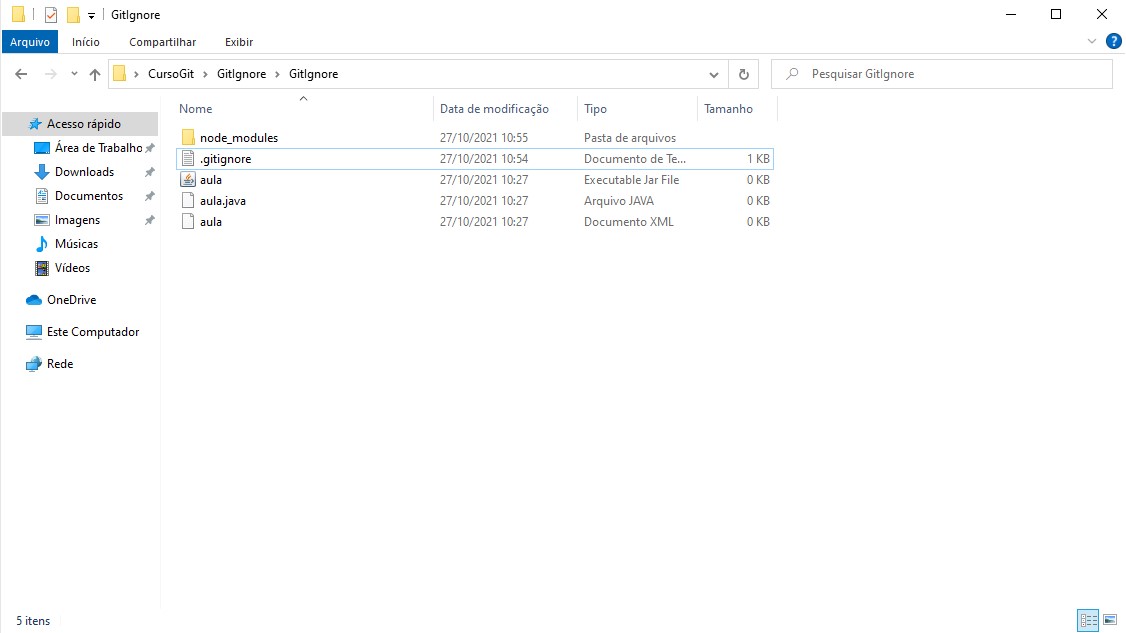 GitIgnore
Arquivo Início Compartilhar Exibir ?
CursoGit GitIgnore GitIgnore Pesquisar GitIgnore
Nome Data de modificação Tipo Tamanho
Acesso rápido
Área de Trabalho
Downloads
Documentos
Imagens
Músicas
Vídeos
OneDrive
Este Computador
Rede
node_modules 27/10/2021 10:55 Pasta de arquivos
.gitignore 27/10/2021 10:54 Documento de Te... 1 KB
aula 27/10/2021 10:27 Executable Jar File 0 KB
aula.java 27/10/2021 10:27 Arquivo JAVA 0 KB
aula 27/10/2021 10:27 Documento XML 0 KB
5 itens